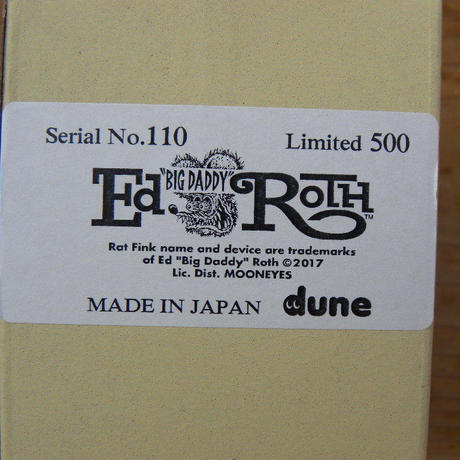 Serial No.110 Limited 500
Ed "BIG DADDY" Roth™
Rat Fink name and device are trademarks
of Ed "Big Daddy" Roth ©2017
Lic. Dist. MOONEYES
MADE IN JAPAN dune